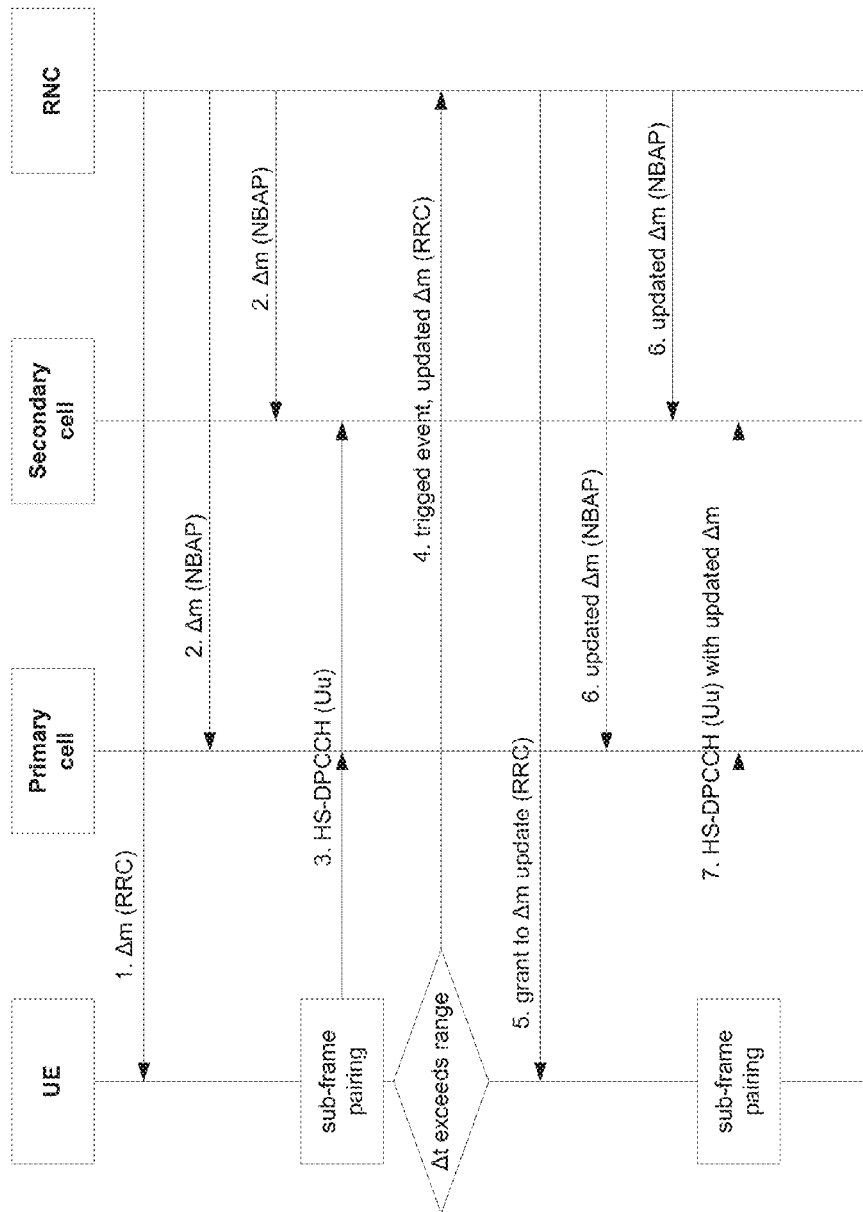 UE
Primary
cell
Secondary
cell
RNC
1. Δm (RRC)
2. Δm (NBAP)
2. Δm (NBAP)
sub-frame
pairing
3. HS-DPCCH (Uu)
Δt exceeds range
4. trigged event, updated Δm (RRC)
5. grant to Δm update (RRC)
6. updated Δm (NBAP)
6. updated Δm (NBAP)
sub-frame
pairing
7. HS-DPCCH (Uu) with updated Δm